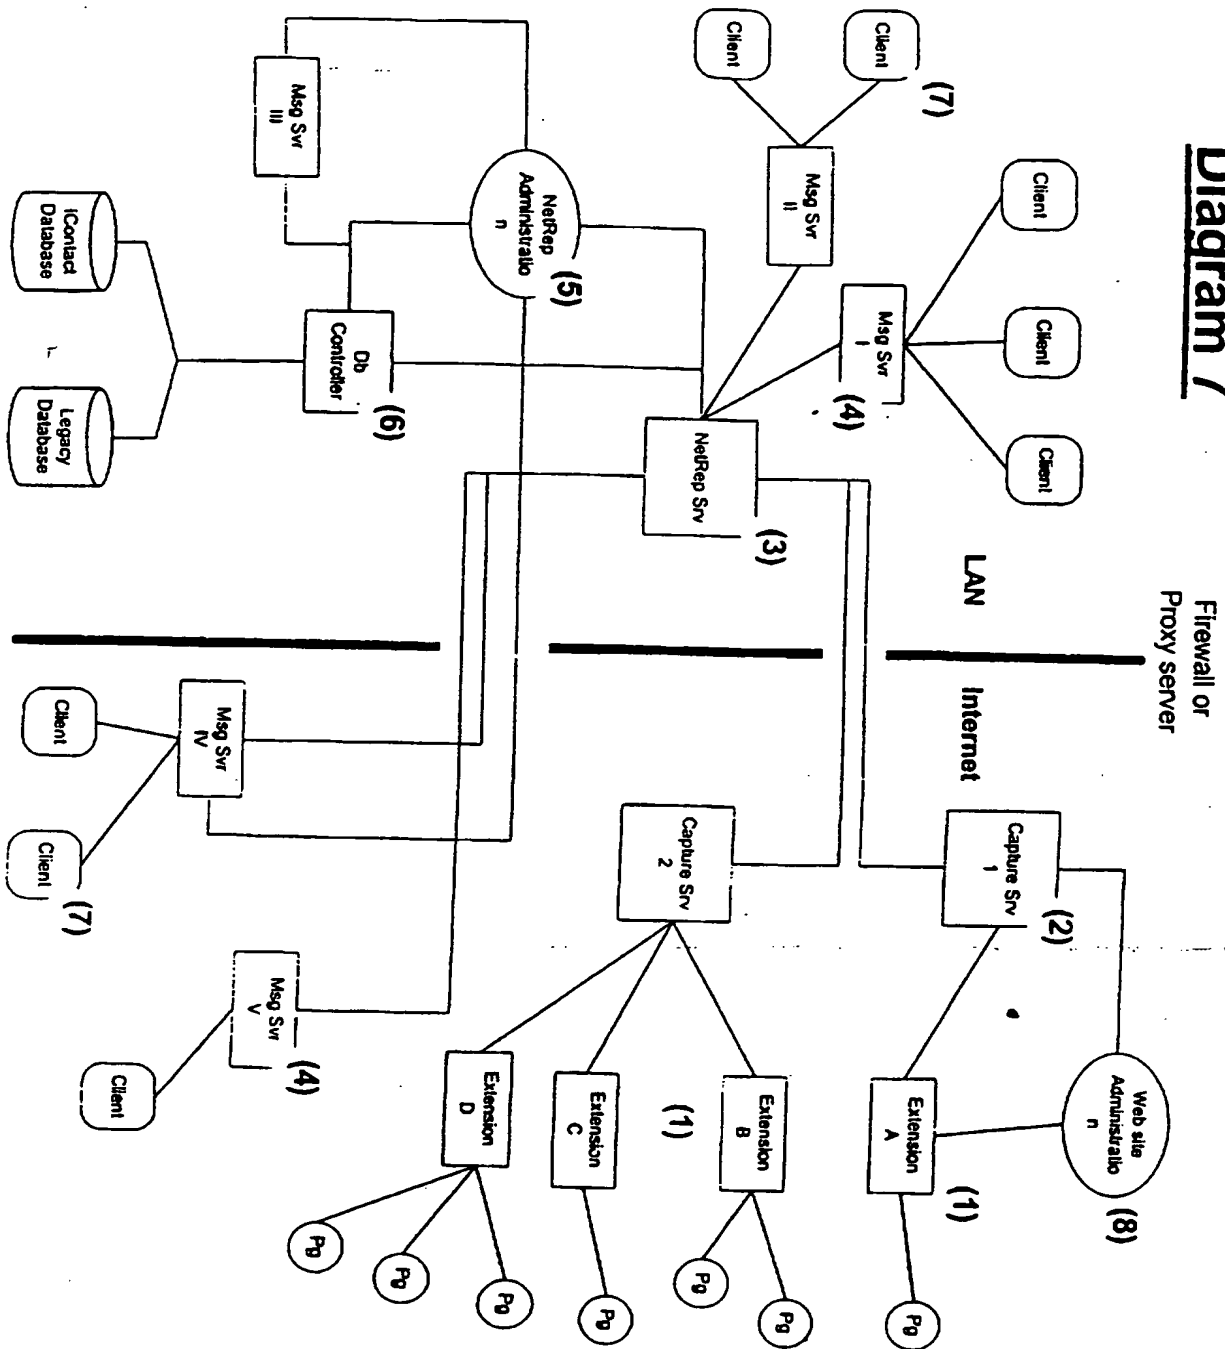 Diagram 7
Firewall or
Proxy server
LAN
Internet
Client
Client
Client
Client
(7)
Client
Msg Svr
I
(4)
Msg Svr
II
Msg Svr
III
NetRep
Administratio
n
(5)
NetRep Srv
(3)
Db
Controller
(6)
IContact
Database
Legacy
Database
Capture Srv
1
(2)
Capture Srv
2
Web site
Administratio
n
(8)
Extension
A
(1)
Extension
B
(1)
Extension
C
Extension
D
Pg
Pg
Pg
Pg
Pg
Pg
Pg
Msg Svr
IV
Client
Client
(7)
Msg Svr
V
(4)
Client